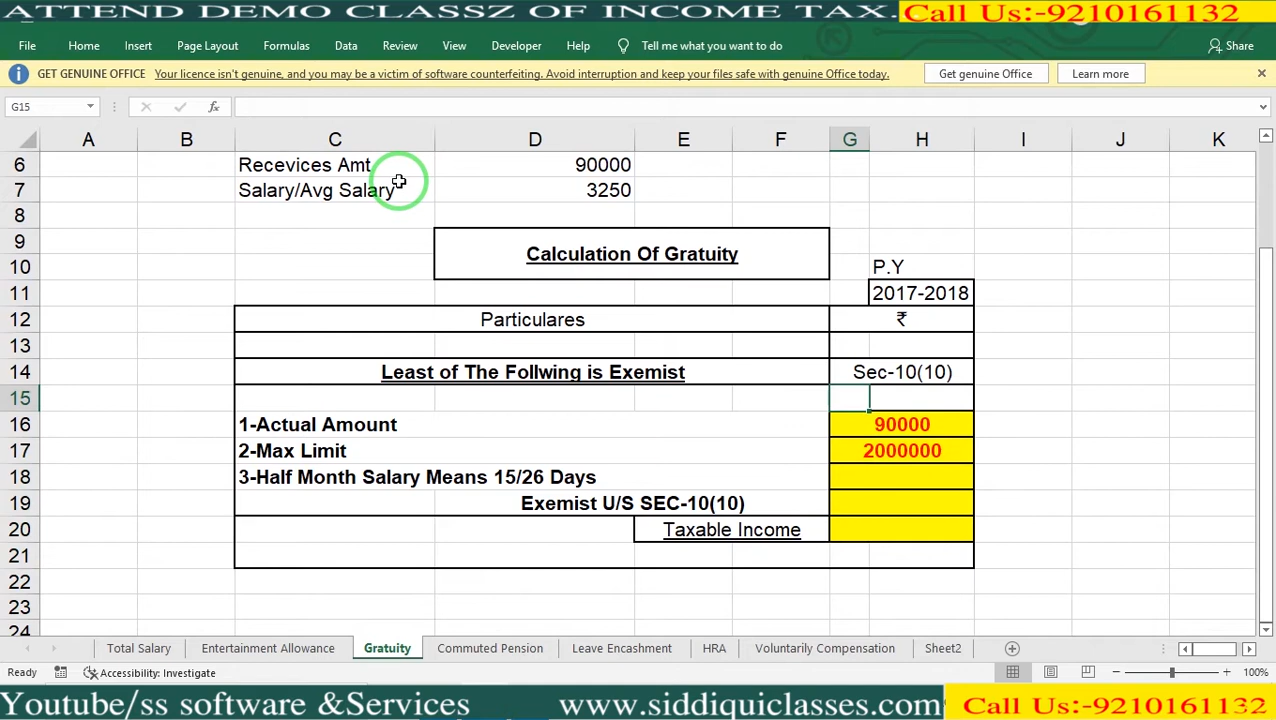 ATTEND DEMO CLASSZ OF INCOME TAX.
Call Us:-9210161132
File Home Insert Page Layout Formulas Data Review View Developer Help Tell me what you want to do Share
GET GENUINE OFFICE Your licence isn't genuine, and you may be a victim of software counterfeiting. Avoid interruption and keep your files safe with genuine Office today. Get genuine Office Learn more
G15 fx
A B C D E F G H I J K
6 Recevices Amt 90000
7 Salary/Avg Salary 3250
8
9 Calculation Of Gratuity
10 P.Y
11 2017-2018
12 Particulares ₹
13
14 Least of The Follwing is Exemist Sec-10(10)
15
16 1-Actual Amount 90000
17 2-Max Limit 2000000
18 3-Half Month Salary Means 15/26 Days
19 Exemist U/S SEC-10(10)
20 Taxable Income
21
22
23
24
Total Salary Entertainment Allowance Gratuity Commuted Pension Leave Encashment HRA Voluntarily Compensation Sheet2
Ready Accessibility: Investigate 100%
Youtube/ss software &Services www.siddiquiclasses.com Call Us:-9210161132